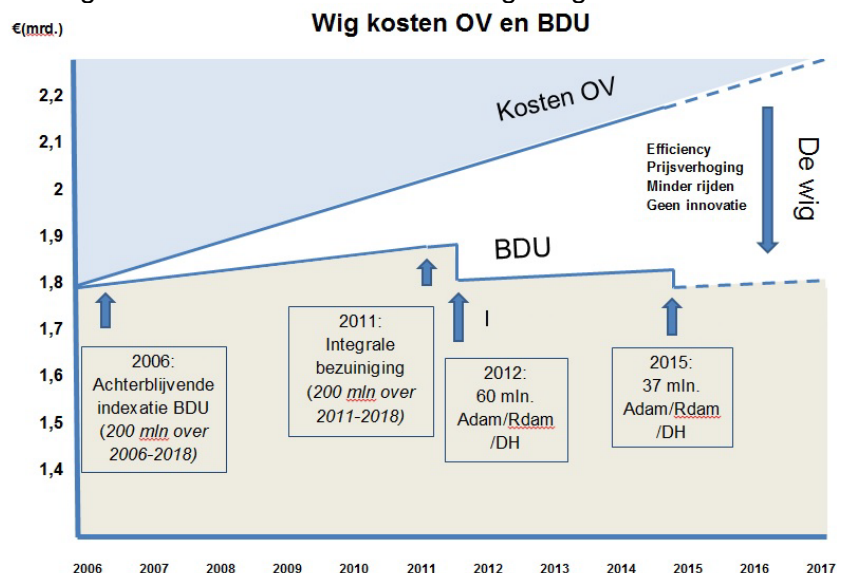 Wig kosten OV en BDU
€(mrd.)
2,2
2,1
2
1,9
1,8
1,7
1,6
1,5
1,4
Kosten OV
Efficiency
Prijsverhoging
Minder rijden
Geen innovatie
De wig
BDU
I
2006:
Achterblijvende
indexatie BDU
(200 mln over
2006-2018)
2011:
Integrale
bezuiniging
(200 mln over
2011-2018)
2012:
60 mln.
Adam/Rdam
/DH
2015:
37 mln.
Adam/Rdam
/DH
2006 2007 2008 2009 2010 2011 2012 2013 2014 2015 2016 2017